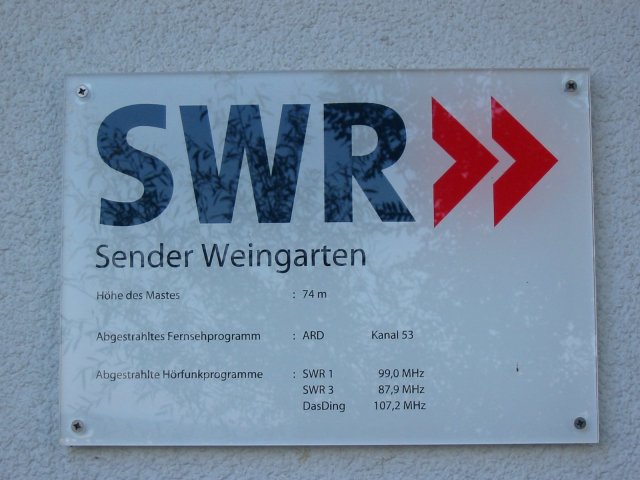 SWR
Sender Weingarten
Höhe des Mastes : 74 m
Abgestrahltes Fernsehprogramm : ARD Kanal 53
Abgestrahlte Hörfunkprogramme : SWR 1 99,0 MHz
SWR 3 87,9 MHz
DasDing 107,2 MHz